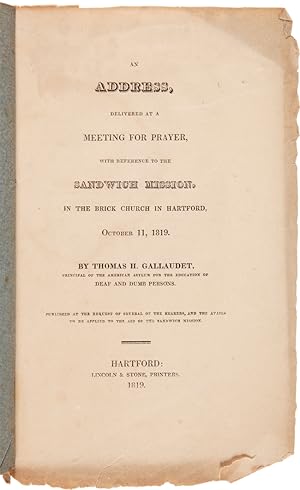 AN
ADDRESS,
DELIVERED AT A
MEETING FOR PRAYER,
WITH REFERENCE TO THE
SANDWICH MISSION.
IN THE BRICK CHURCH IN HARTFORD,
OCTOBER 11, 1819.
BY THOMAS H. GALLAUDET,
PRINCIPAL OF THE AMERICAN ASYLUM FOR THE EDUCATION OF
DEAF AND DUMB PERSONS.
PUBLISHED AT THE REQUEST OF SEVERAL OF THE HEARERS, AND THE AVAILS
TO BE APPLIED TO THE AID OF THE SANDWICH MISSION.
HARTFORD:
LINCOLN & STONE, PRINTERS.
1819.